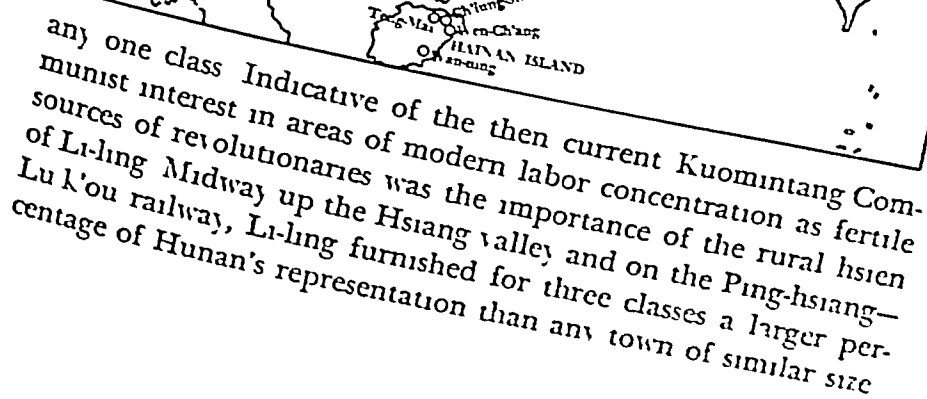 HAINAN ISLAND
any one class Indicative of the then current Kuomintang Com-
munist interest in areas of modern labor concentration as fertile
sources of revolutionaries was the importance of the rural hsien
of Li-ling Midway up the Hsiang valley and on the Ping-hsiang—
Lu k'ou railway, Li-ling furnished for three classes a larger per-
centage of Hunan's representation than any town of similar size